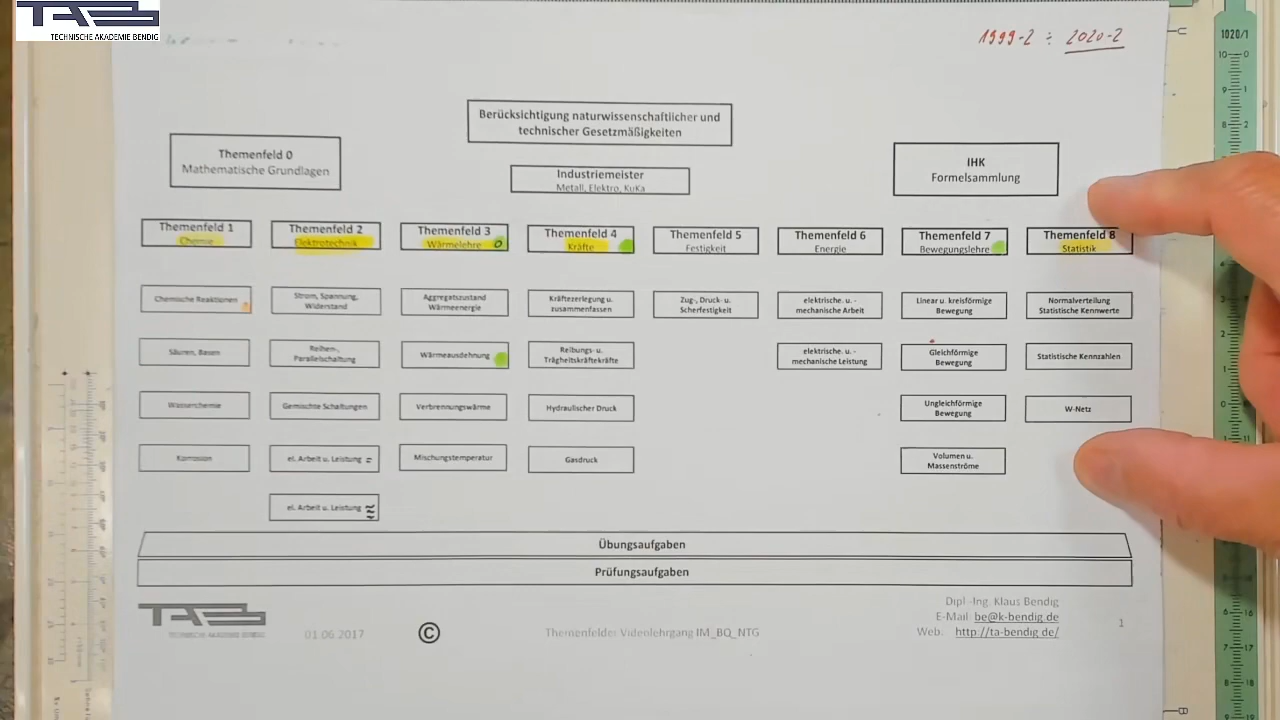 TAB
TECHNISCHE AKADEMIE BENDIG
1999-2 ÷ 2020-2
1020/1
Berücksichtigung naturwissenschaftlicher und
technischer Gesetzmäßigkeiten
Themenfeld 0
Mathematische Grundlagen
Industriemeister
Metall, Elektro, KuKa
IHK
Formelsammlung
Themenfeld 1
Chemie
Themenfeld 2
Elektrotechnik
Themenfeld 3
Wärmelehre
Themenfeld 4
Kräfte
Themenfeld 5
Festigkeit
Themenfeld 6
Energie
Themenfeld 7
Bewegungslehre
Themenfeld 8
Statistik
Chemische Reaktionen
Strom, Spannung,
Widerstand
Aggregatszustand
Wärmeenergie
Kräftezerlegung u.
zusammenfassen
Zug-, Druck- u.
Scherfestigkeit
elektrische. u. -
mechanische Arbeit
Linear u. kreisförmige
Bewegung
Normalverteilung
Statistische Kennwerte
Säuren, Basen
Reihen-,
Parallelschaltung
Wärmeausdehnung
Reibungs- u.
Trägheitskräftekräfte
elektrische. u. -
mechanische Leistung
Gleichförmige
Bewegung
Statistische Kennzahlen
Wasserchemie
Gemischte Schaltungen
Verbrennungswärme
Hydraulischer Druck
Ungleichförmige
Bewegung
W-Netz
Korrosion
el. Arbeit u. Leistung =
Mischungstemperatur
Gasdruck
Volumen u.
Massenströme
el. Arbeit u. Leistung ≈
Übungsaufgaben
Prüfungsaufgaben
TAB
TECHNISCHE AKADEMIE BENDIG
01.06.2017
©
Themenfelder Videolehrgang IM_BQ_NTG
Dipl.-Ing. Klaus Bendig
E-Mail: be@k-bendig.de
Web: http://ta-bendig.de/
1